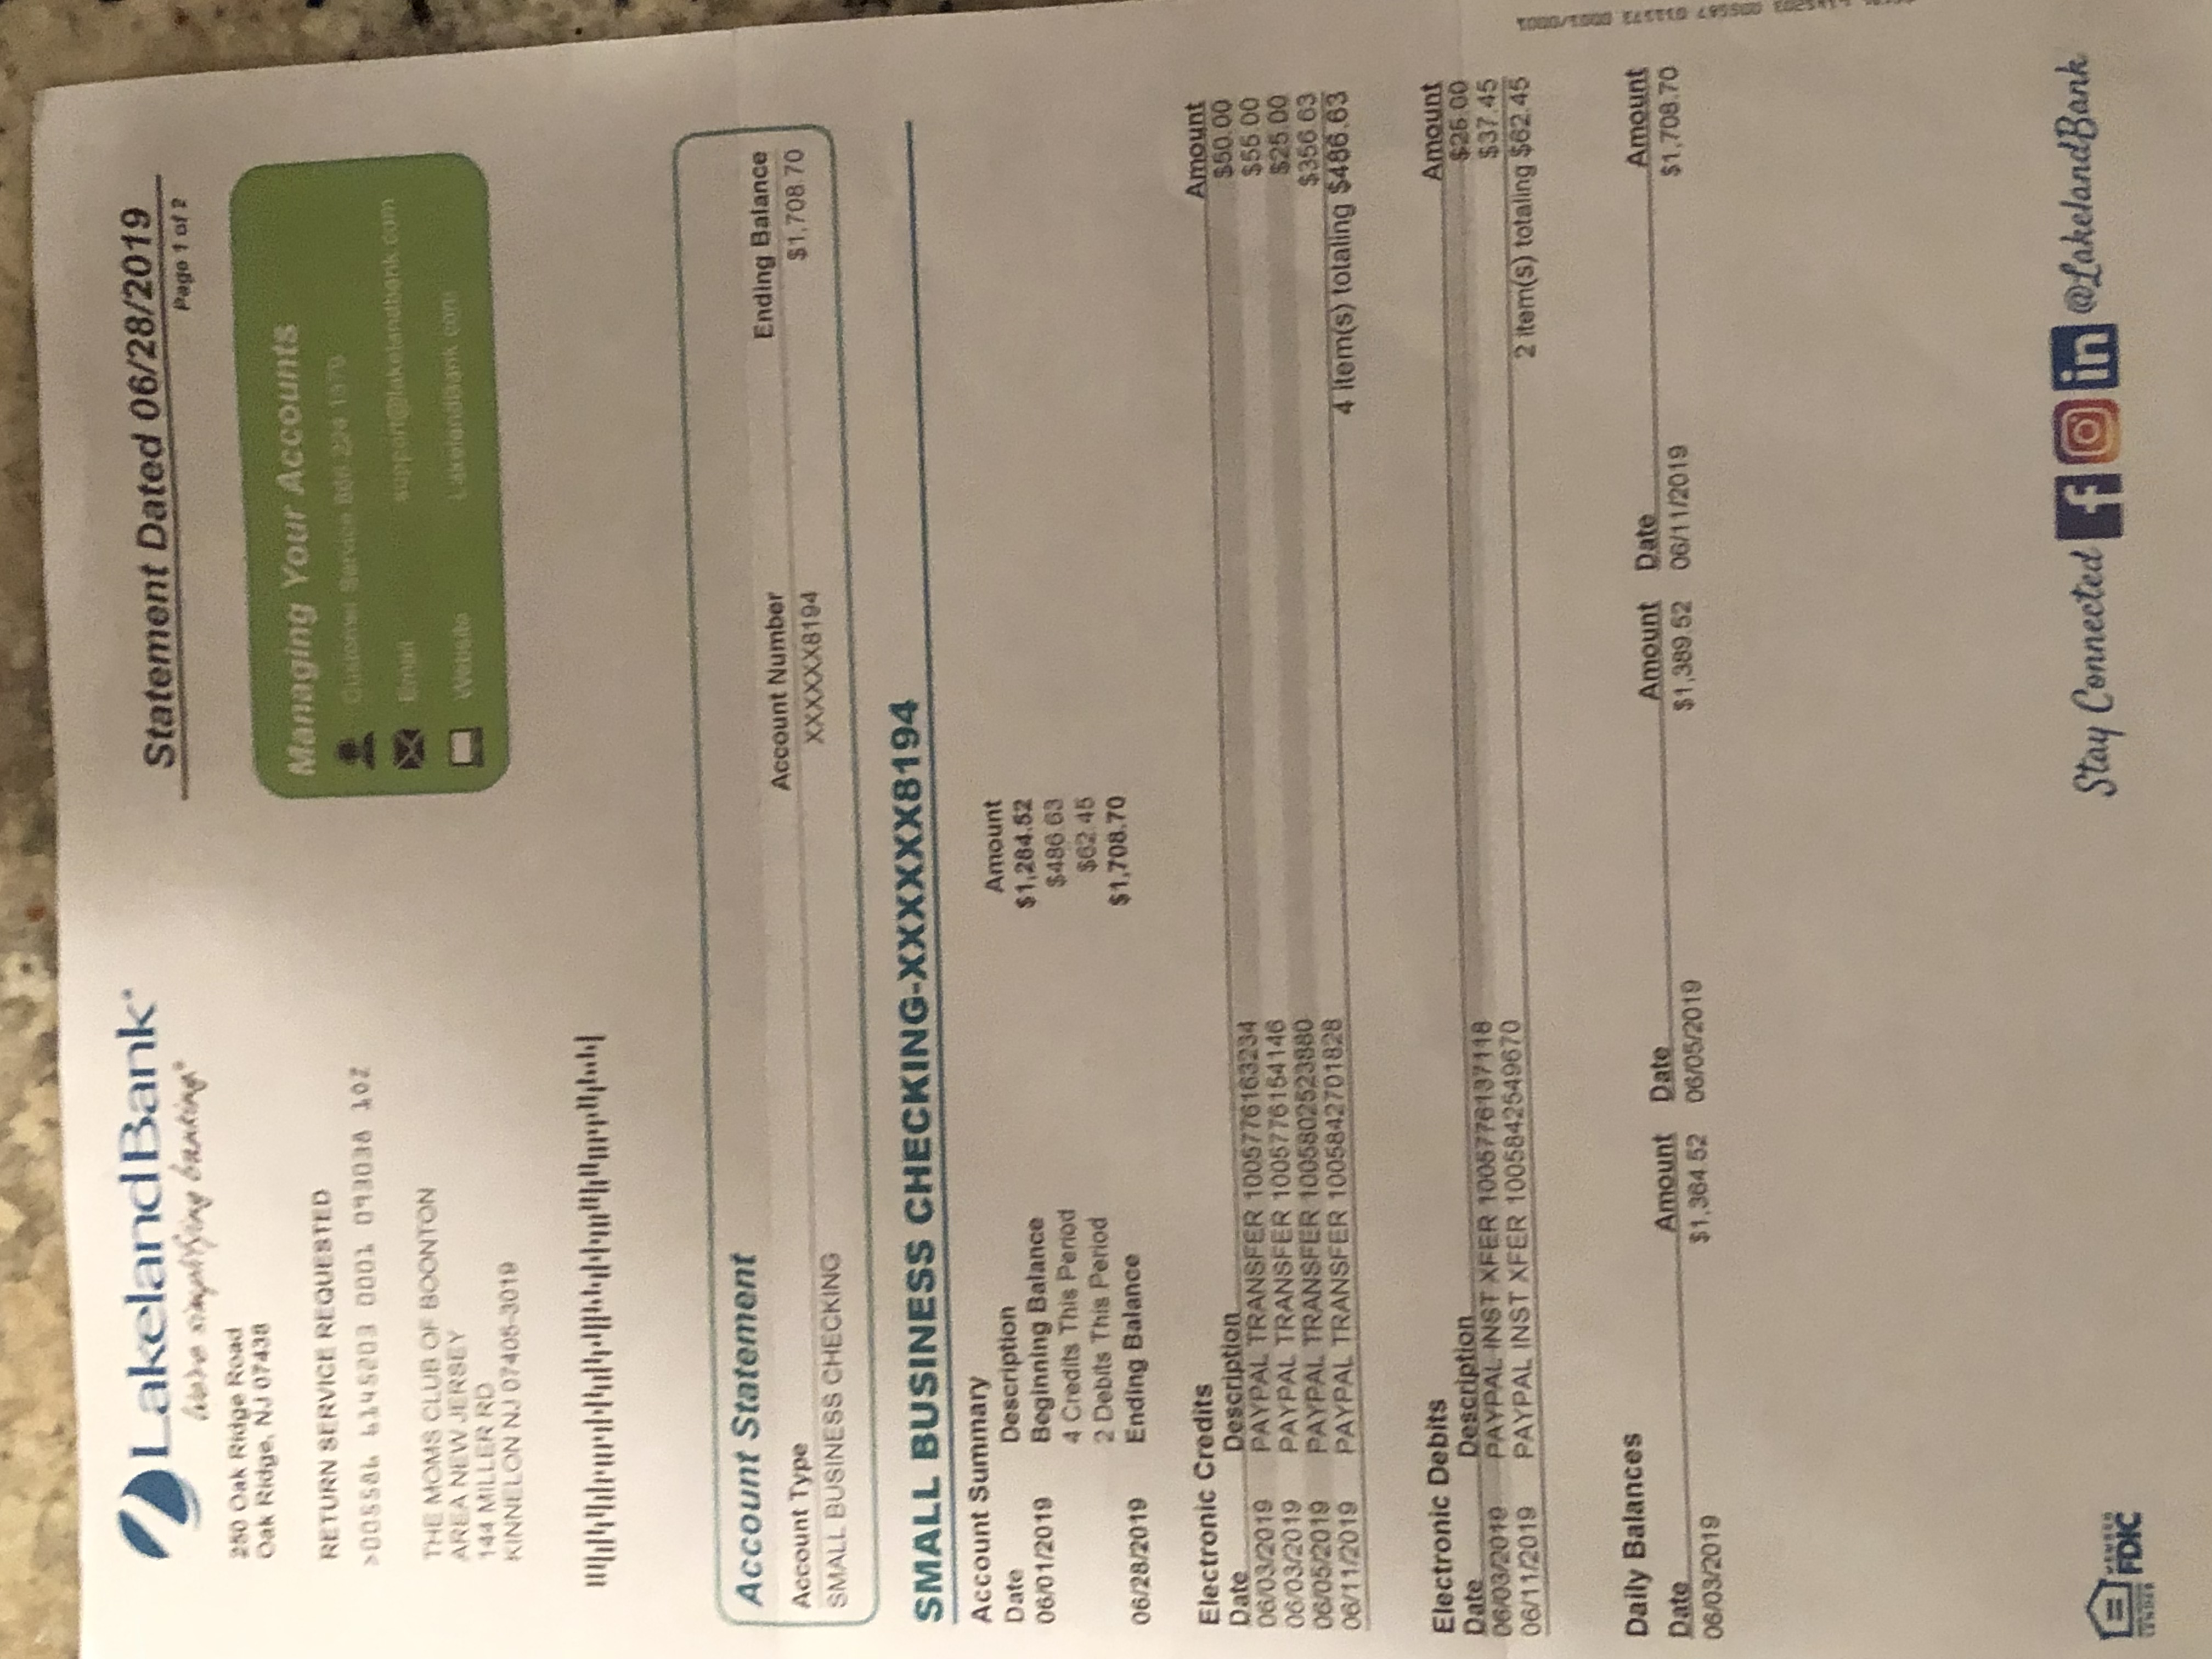 LakelandBank
We're simplifying banking.®
250 Oak Ridge Road
Oak Ridge, NJ 07438
Statement Dated 06/28/2019
Page 1 of 2
RETURN SERVICE REQUESTED
>005586 6145203 0001 093038 10Z
THE MOMS CLUB OF BOONTON
AREA NEW JERSEY
144 MILLER RD
KINNELON NJ 07405-3019
Managing Your Accounts
Customer Service 866 224 1379
Email support@lakelandbank.com
Website LakelandBank.com
Account Statement
Account Type Account Number Ending Balance
SMALL BUSINESS CHECKING XXXXXX8194 $1,708.70
SMALL BUSINESS CHECKING-XXXXXX8194
Account Summary
Date Description Amount
06/01/2019 Beginning Balance $1,284.52
4 Credits This Period $486.63
2 Debits This Period $62.45
06/28/2019 Ending Balance $1,708.70
Electronic Credits
Date Description Amount
06/03/2019 PAYPAL TRANSFER 1005776163234 $50.00
06/03/2019 PAYPAL TRANSFER 1005776154146 $55.00
06/05/2019 PAYPAL TRANSFER 1005802523880 $25.00
06/11/2019 PAYPAL TRANSFER 1005842701828 $356.63
4 item(s) totaling $486.63
Electronic Debits
Date Description Amount
06/03/2019 PAYPAL INST XFER 1005776137118 $25.00
06/11/2019 PAYPAL INST XFER 1005842549670 $37.45
2 item(s) totaling $62.45
Daily Balances
Date Amount Date Amount Date Amount
06/03/2019 $1,364.52 06/05/2019 $1,389.52 06/11/2019 $1,708.70
Stay Connected f in @LakelandBank
LENDER
MEMBER
FDIC